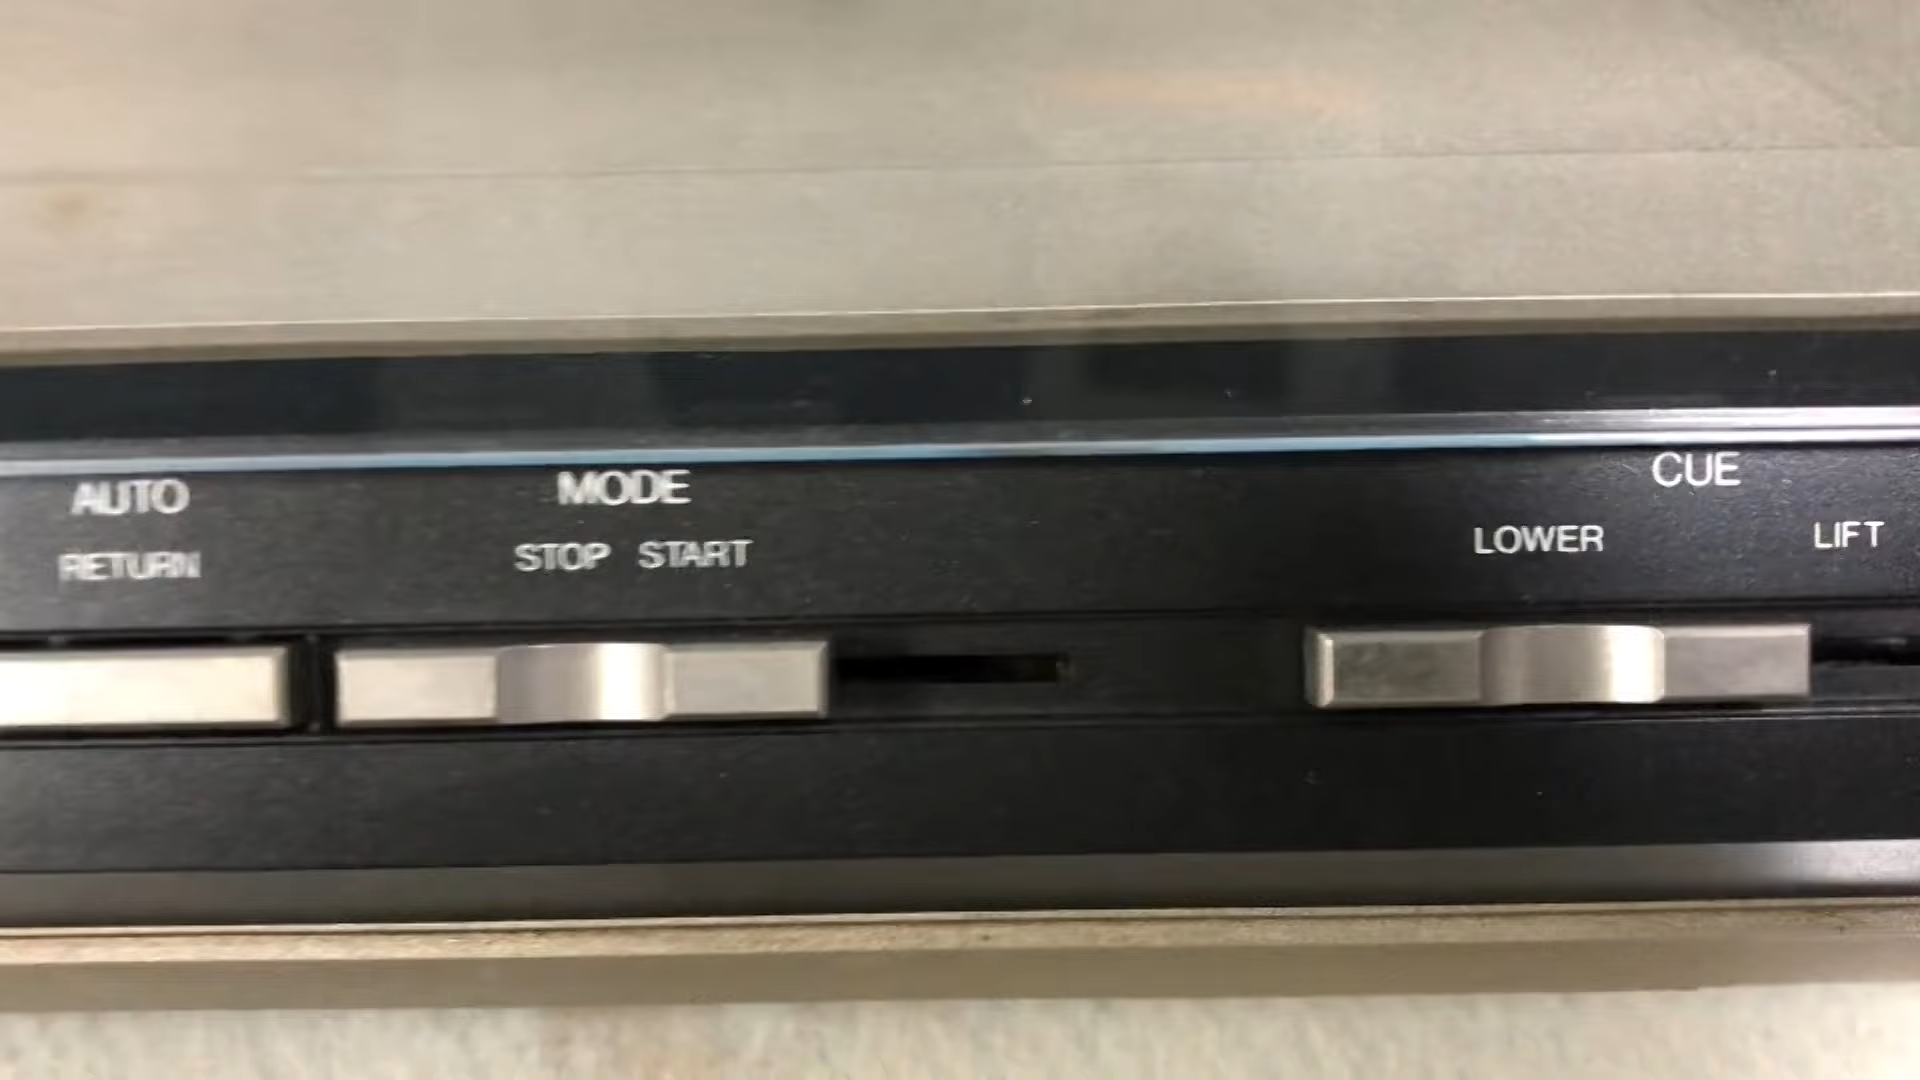 AUTO
RETURN
MODE
STOP START
CUE
LOWER LIFT